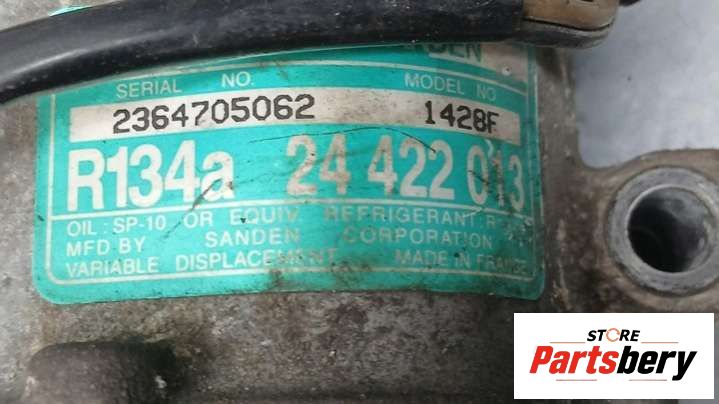 SERIAL NO. MODEL NO
2364705062 1428F
R134a 24 422 013
OIL : SP-10 OR EQUIV. REFRIGERANT:
MFD BY SANDEN CORPORATION
VARIABLE DISPLACEMENT MADE IN FRANCE
STORE
Partsbery